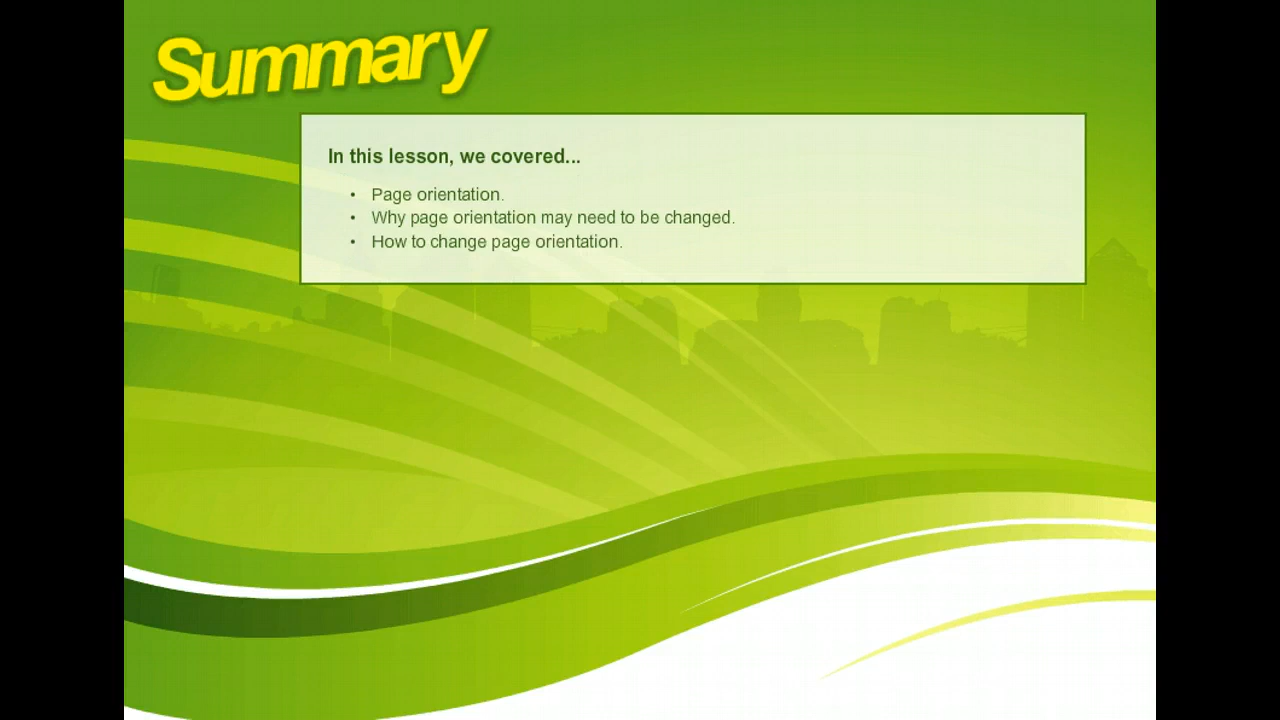 Summary
In this lesson, we covered...
• Page orientation.
• Why page orientation may need to be changed.
• How to change page orientation.